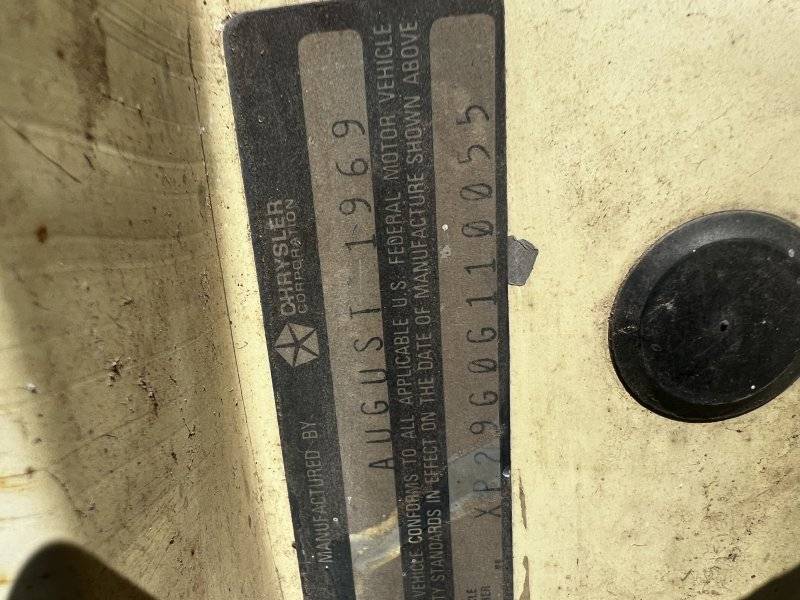 MANUFACTURED BY CHRYSLER CORPORATION
AUGUST 1969
VEHICLE CONFORMS TO ALL APPLICABLE U.S. FEDERAL MOTOR VEHICLE
STANDARDS IN EFFECT ON THE DATE OF MANUFACTURE SHOWN ABOVE
XP29G0G110055